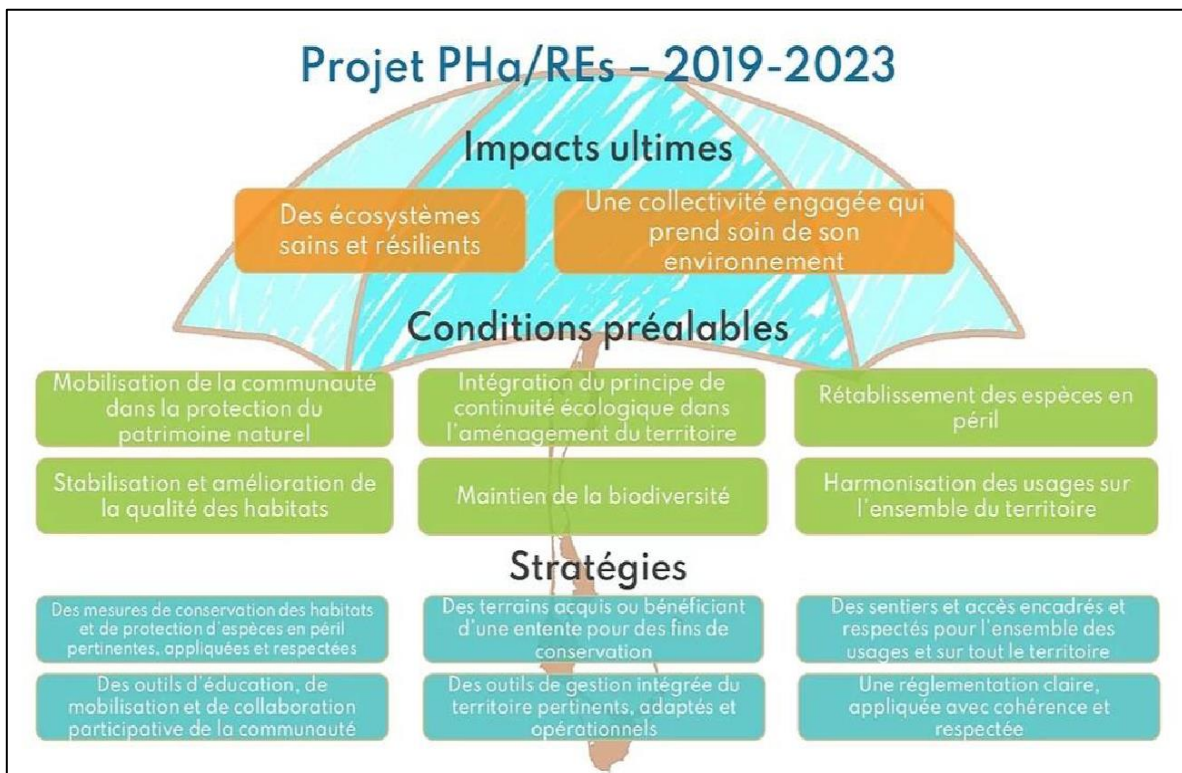 Projet PHa/REs – 2019-2023
Impacts ultimes
Des écosystèmes
sains et résilients
Une collectivité engagée qui
prend soin de son
environnement
Conditions préalables
Mobilisation de la communauté
dans la protection du
patrimoine naturel
Intégration du principe de
continuité écologique dans
l'aménagement du territoire
Rétablissement des espèces en
péril
Stabilisation et amélioration de
la qualité des habitats
Maintien de la biodiversité
Harmonisation des usages sur
l'ensemble du territoire
Stratégies
Des mesures de conservation des habitats
et de protection d'espèces en péril
pertinentes, appliquées et respectées
Des terrains acquis ou bénéficiant
d'une entente pour des fins de
conservation
Des sentiers et accès encadrés et
respectés pour l'ensemble des
usages et sur tout le territoire
Des outils d'éducation, de
mobilisation et de collaboration
participative de la communauté
Des outils de gestion intégrée du
territoire pertinents, adaptés et
opérationnels
Une réglementation claire,
appliquée avec cohérence et
respectée